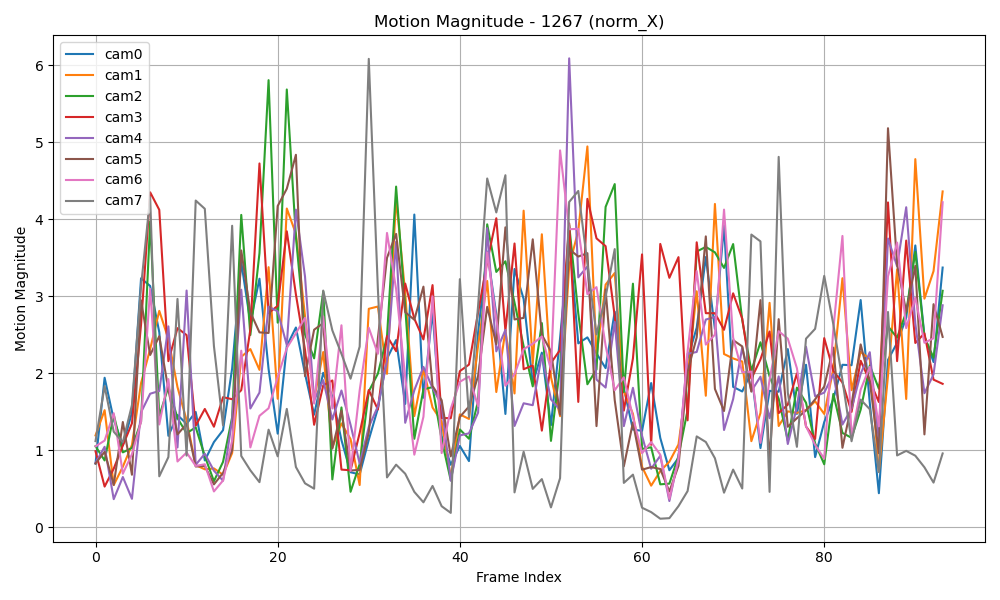 Motion Magnitude - 1267 (norm_X)
cam0
cam1
cam2
cam3
cam4
cam5
cam6
cam7
Motion Magnitude
6
5
4
3
2
1
0
0 20 40 60 80
Frame Index